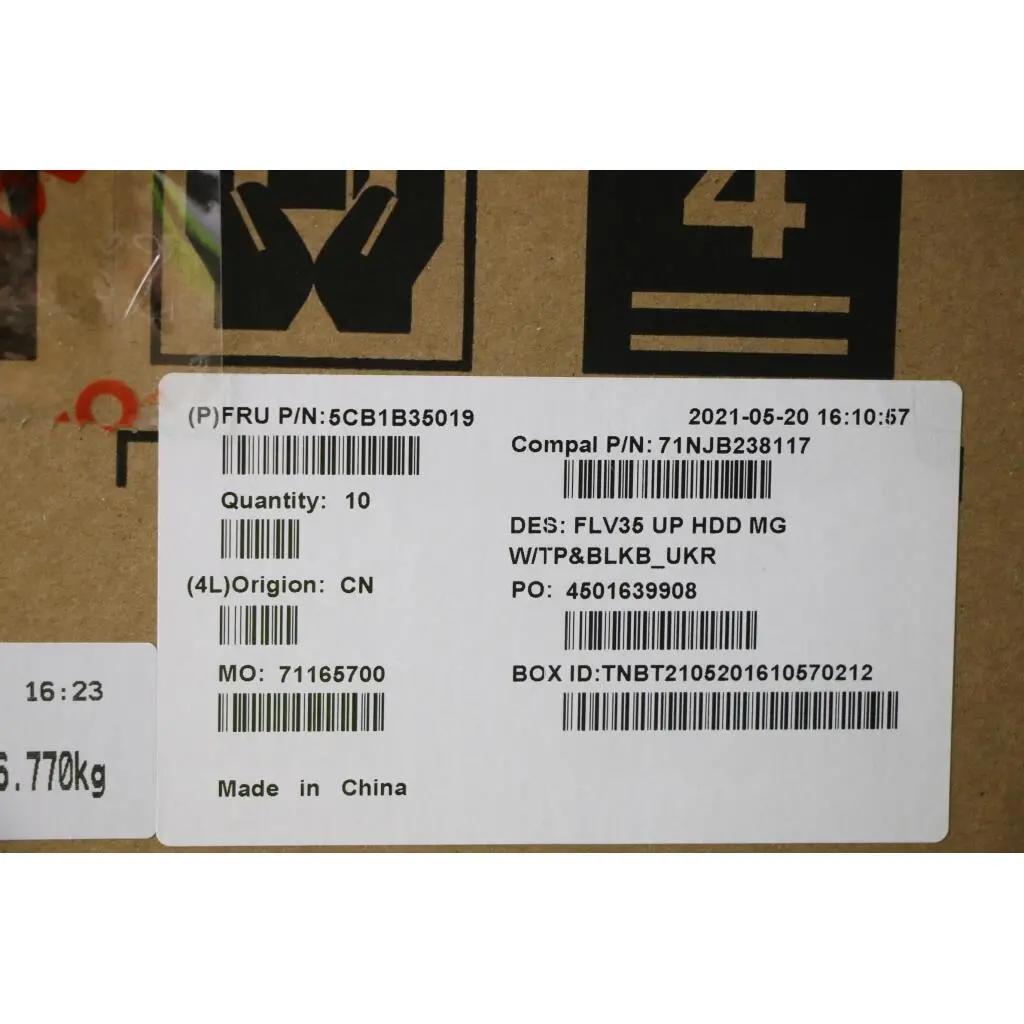 4
(P)FRU P/N:5CB1B35019
2021-05-20 16:10:57
Compal P/N: 71NJB238117
Quantity: 10
DES: FLV35 UP HDD MG
W/TP&BLKB_UKR
(4L)Origion: CN
PO: 4501639908
MO: 71165700
BOX ID:TNBT2105201610570212
Made in China
16:23
6.770kg